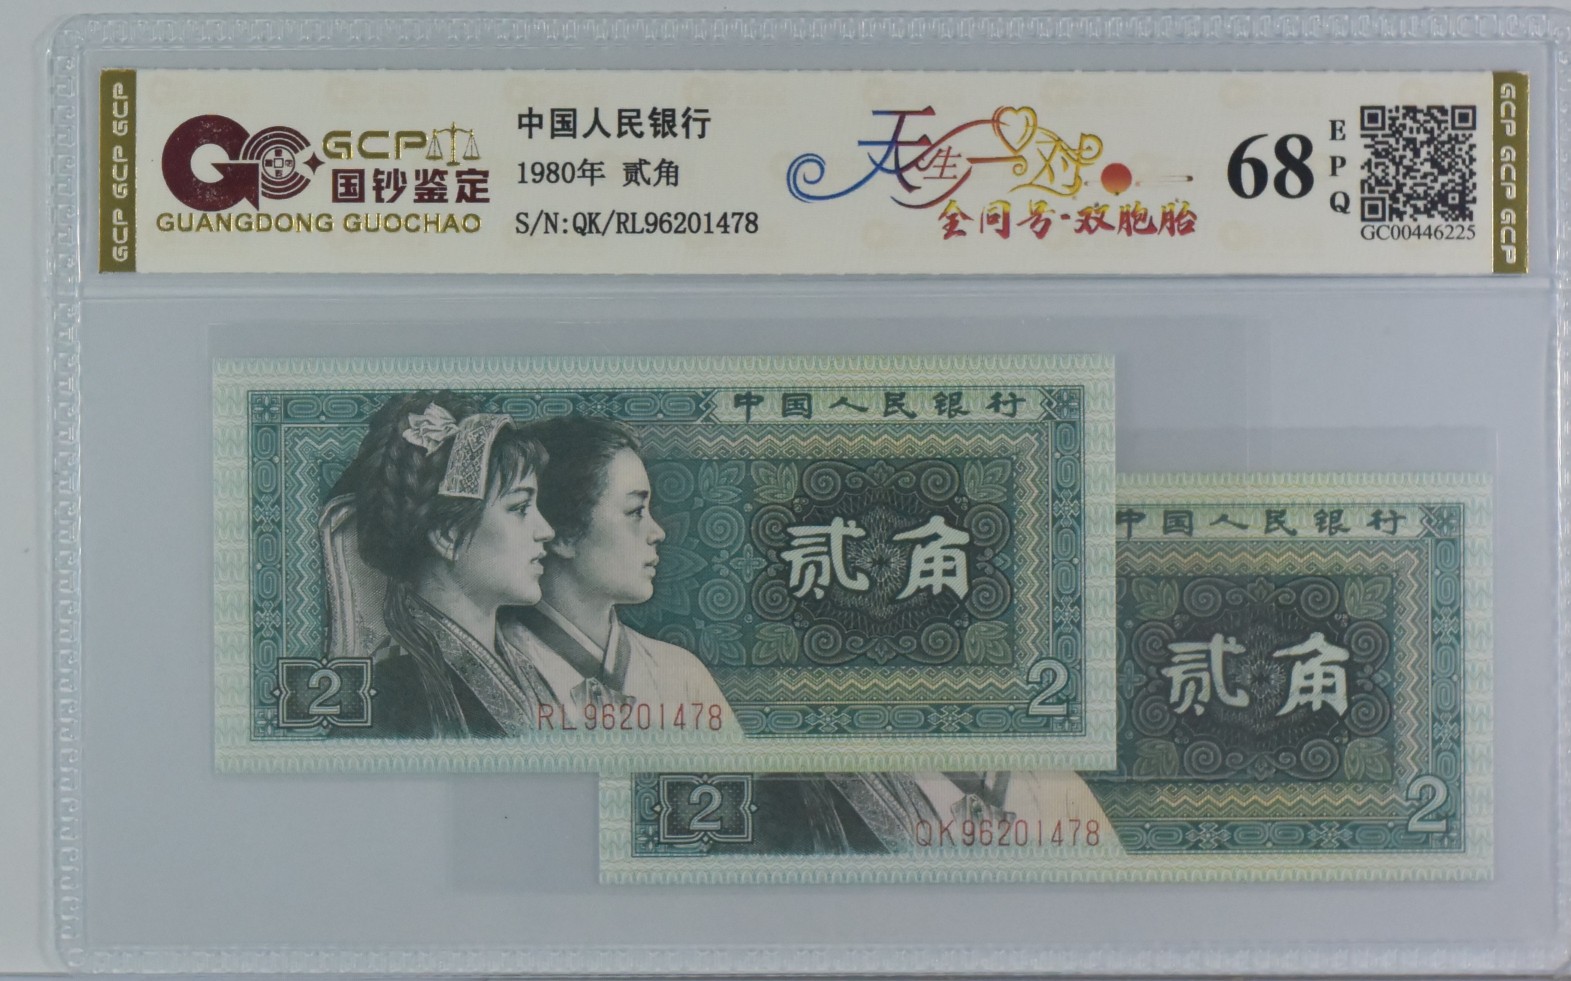 GCP GCP GCP
GCP
国钞鉴定
GUANGDONG GUOCHAO
中国人民银行
1980年 贰角
S/N:QK/RL96201478
天生一对
全同号·双胞胎
68
EPQ
GC00446225
GCP GCP GCP
中国人民银行
贰角
2
2
RL96201478
中国人民银行
贰角
2
2
QK96201478